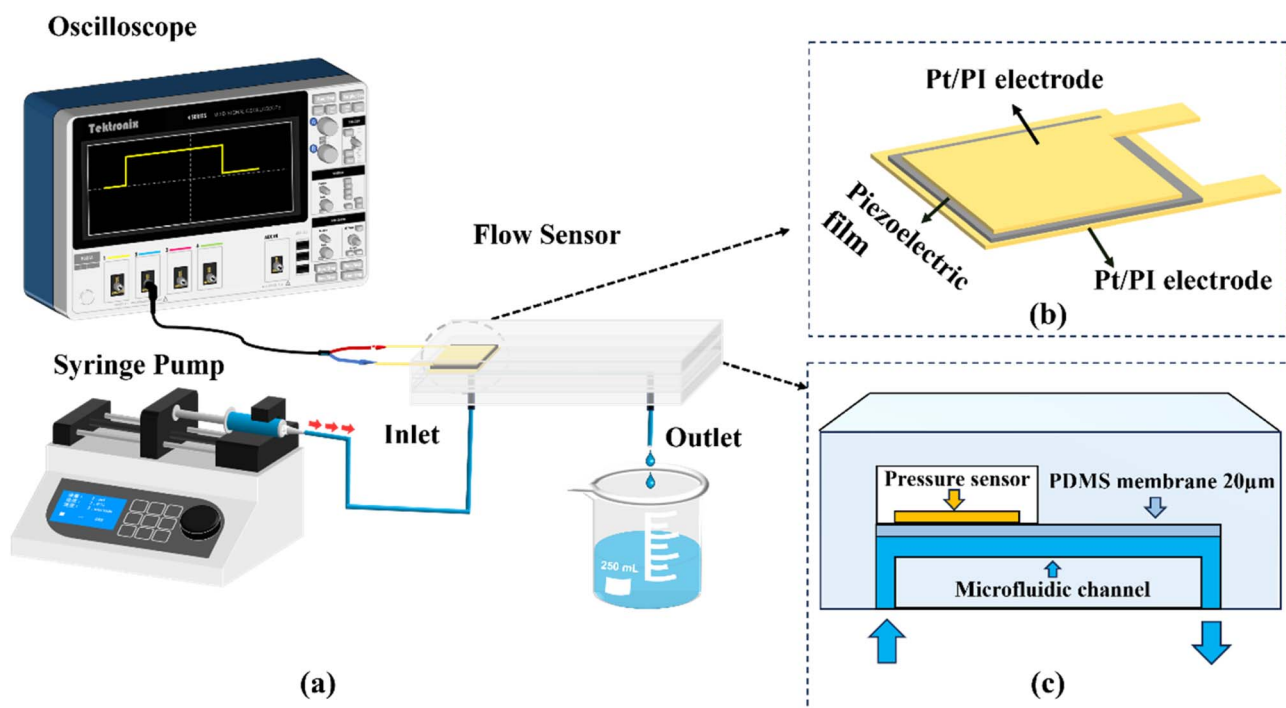 Oscilloscope
Tektronix
Flow Sensor
Syringe Pump
Inlet
Outlet
250 mL
(a)
Pt/PI electrode
Piezoelectric
film
Pt/PI electrode
(b)
Pressure sensor
PDMS membrane 20μm
Microfluidic channel
(c)